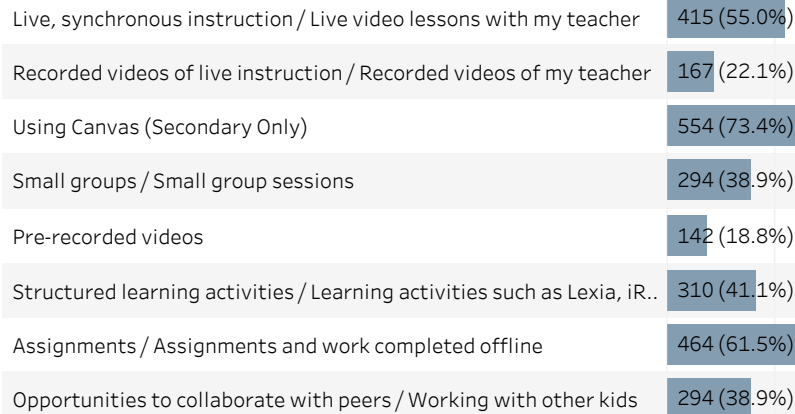 Live, synchronous instruction / Live video lessons with my teacher 415 (55.0%)
Recorded videos of live instruction / Recorded videos of my teacher 167 (22.1%)
Using Canvas (Secondary Only) 554 (73.4%)
Small groups / Small group sessions 294 (38.9%)
Pre-recorded videos 142 (18.8%)
Structured learning activities / Learning activities such as Lexia, iR.. 310 (41.1%)
Assignments / Assignments and work completed offline 464 (61.5%)
Opportunities to collaborate with peers / Working with other kids 294 (38.9%)